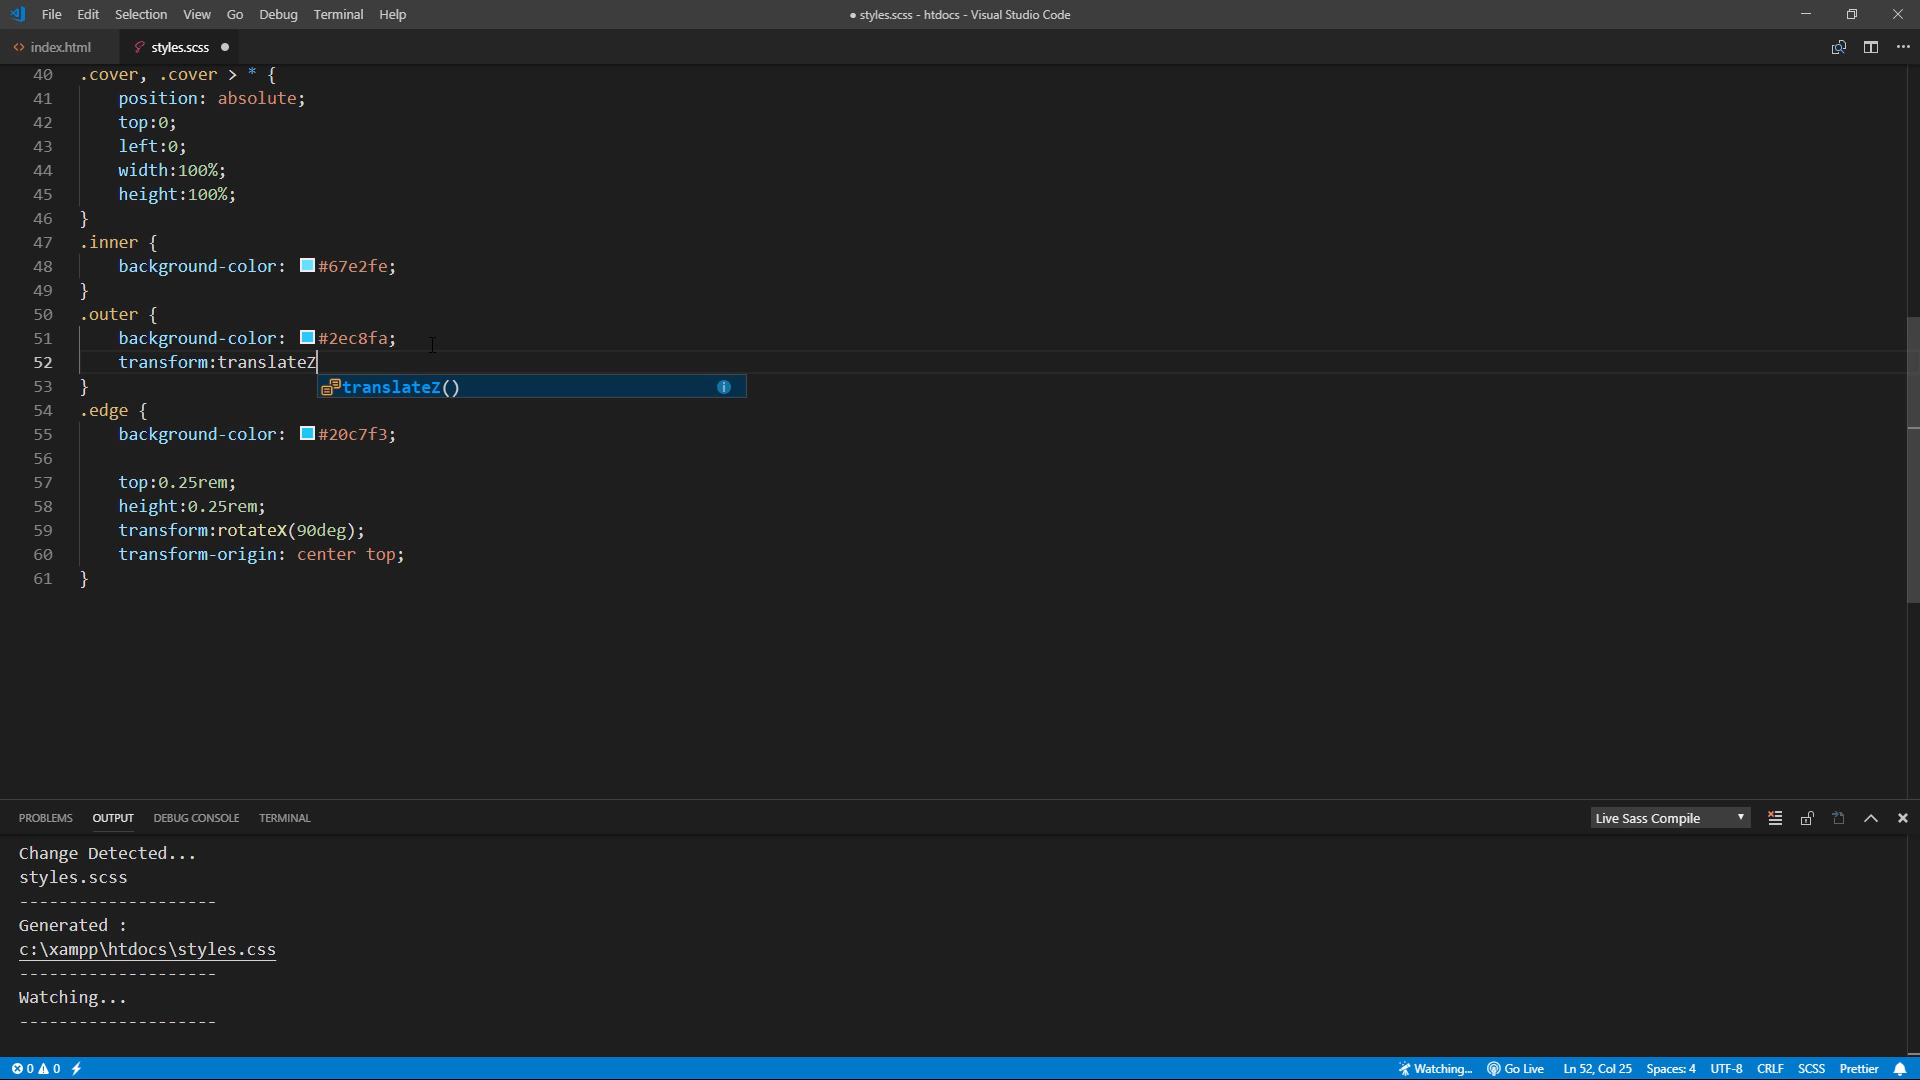 File Edit Selection View Go Debug Terminal Help
● styles.scss - htdocs - Visual Studio Code
index.html
styles.scss
40 .cover, .cover > * {
41 position: absolute;
42 top:0;
43 left:0;
44 width:100%;
45 height:100%;
46 }
47 .inner {
48 background-color: #67e2fe;
49 }
50 .outer {
51 background-color: #2ec8fa;
52 transform:translateZ
translateZ()
53 }
54 .edge {
55 background-color: #20c7f3;
56
57 top:0.25rem;
58 height:0.25rem;
59 transform:rotateX(90deg);
60 transform-origin: center top;
61 }
PROBLEMS OUTPUT DEBUG CONSOLE TERMINAL
Live Sass Compile
Change Detected...
styles.scss
--------------------
Generated :
c:\xampp\htdocs\styles.css
--------------------
Watching...
--------------------
0 0
Watching... Go Live Ln 52, Col 25 Spaces: 4 UTF-8 CRLF SCSS Prettier